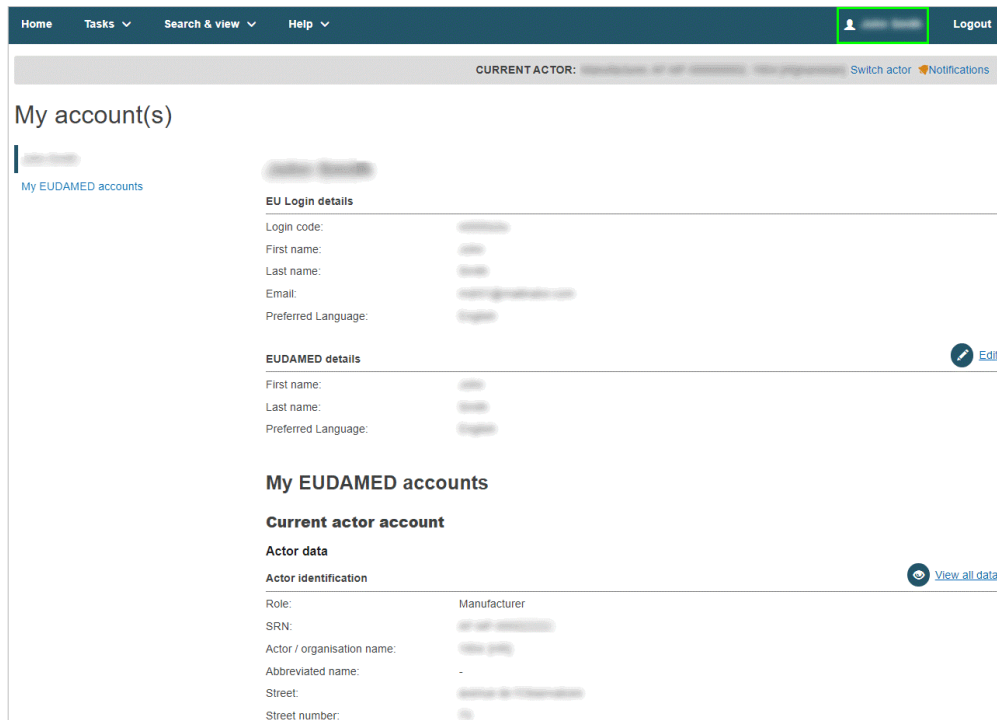 Home Tasks Search & view Help Logout
CURRENT ACTOR: Switch actor Notifications
My account(s)
My EUDAMED accounts
EU Login details
Login code:
First name:
Last name:
Email:
Preferred Language:
EUDAMED details Edit
First name:
Last name:
Preferred Language:
My EUDAMED accounts
Current actor account
Actor data
Actor identification View all data
Role: Manufacturer
SRN:
Actor / organisation name:
Abbreviated name: -
Street:
Street number: